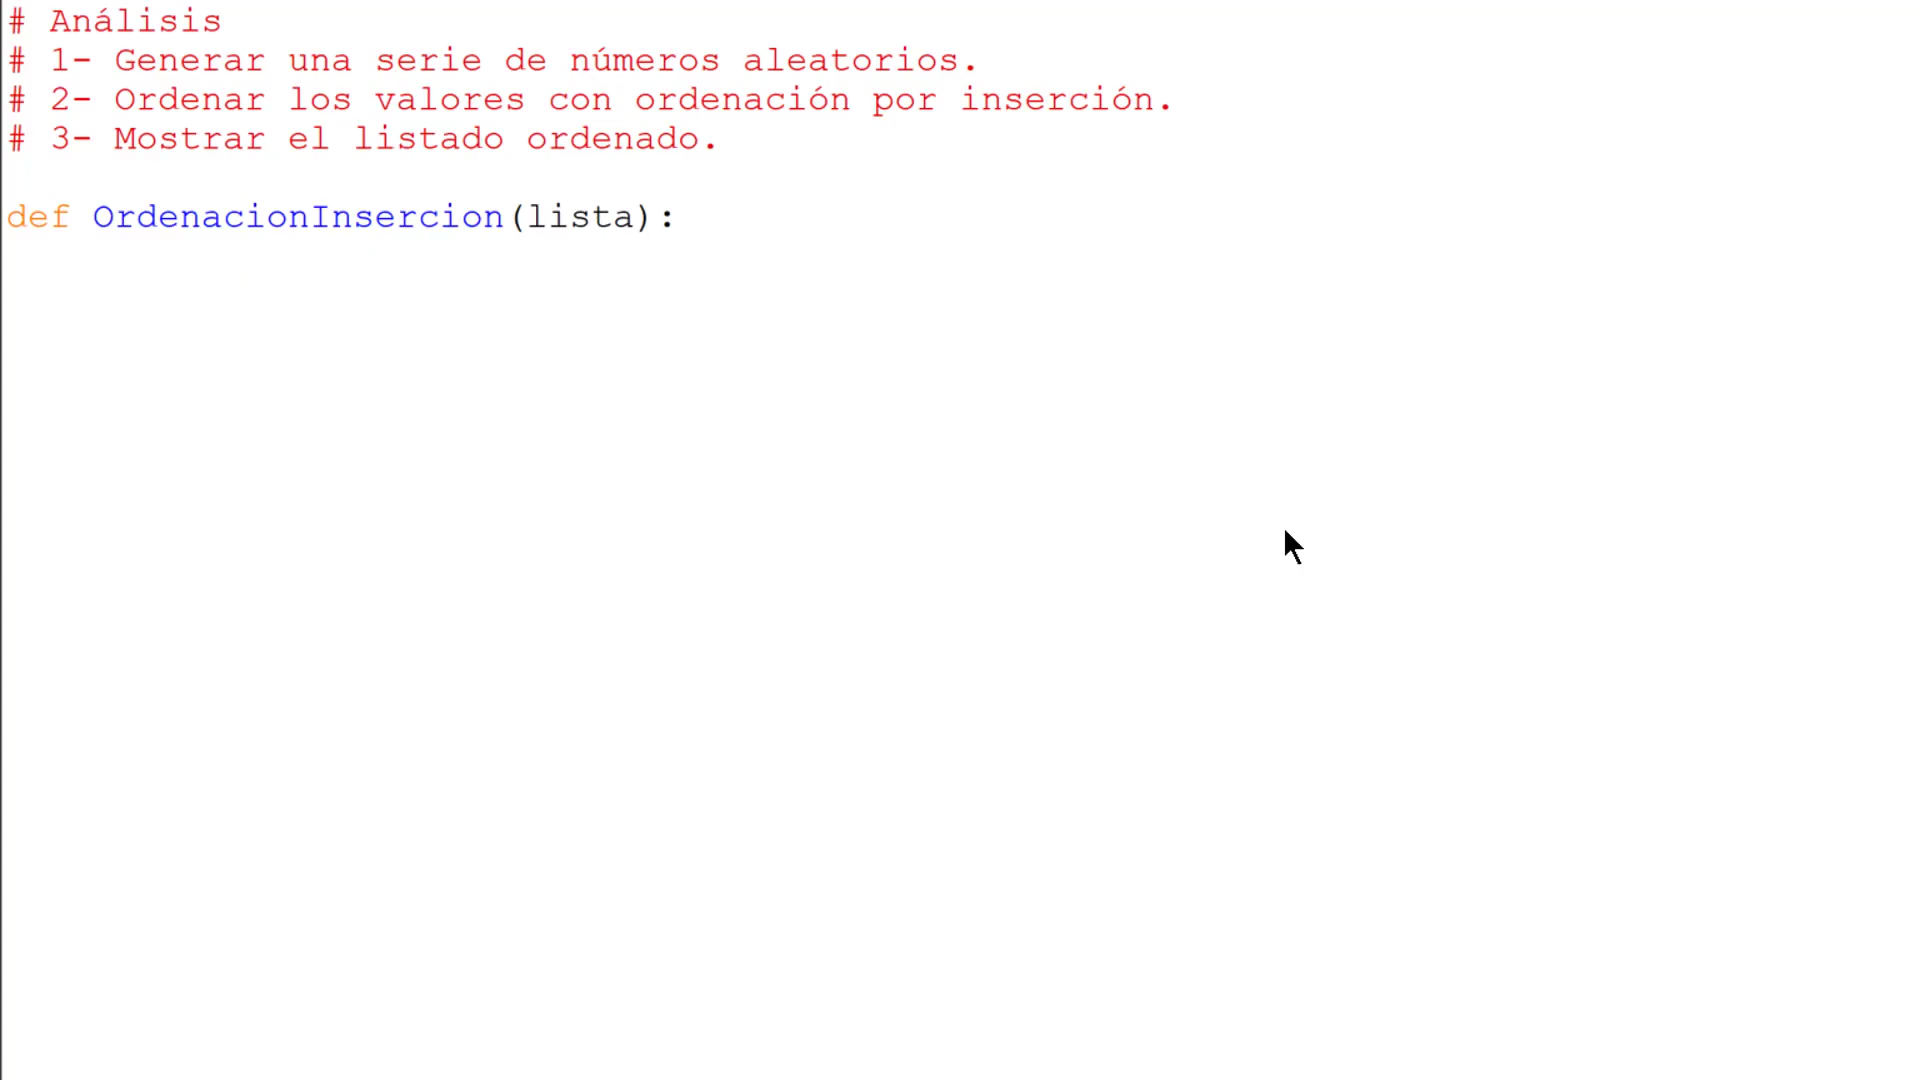 # Análisis
# 1- Generar una serie de números aleatorios.
# 2- Ordenar los valores con ordenación por inserción.
# 3- Mostrar el listado ordenado.
def OrdenacionInsercion(lista):